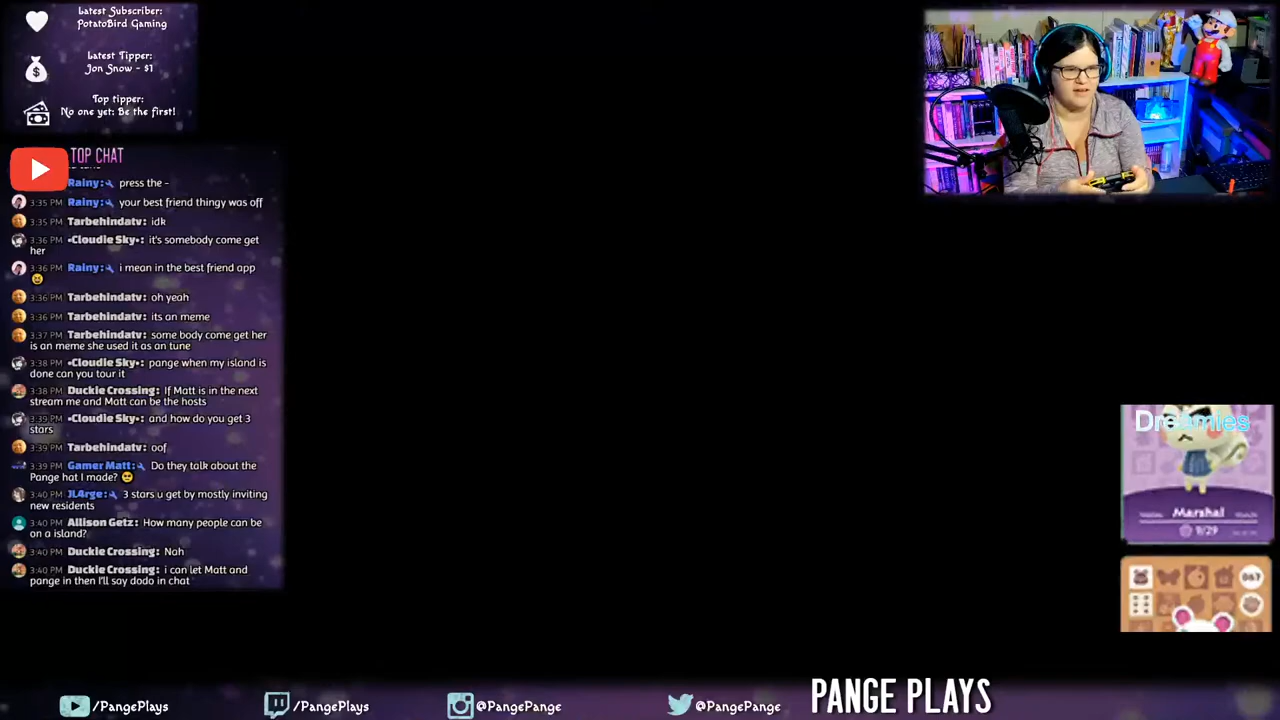 Latest Subscriber:
PotatoBird Gaming
Latest Tipper:
Jon Snow - $1
Top tipper:
No one yet: Be the first!
TOP CHAT
Rainy: press the -
3:35 PM Rainy: your best friend thingy was off
3:35 PM Tarbehindatv: idk
3:36 PM •Cloudie Sky•: it's somebody come get
her
3:36 PM Rainy: i mean in the best friend app
3:36 PM Tarbehindatv: oh yeah
3:36 PM Tarbehindatv: its an meme
3:37 PM Tarbehindatv: some body come get her
is an meme she used it as an tune
3:38 PM •Cloudie Sky•: pange when my island is
done can you tour it
3:38 PM Duckie Crossing: If Matt is in the next
stream me and Matt can be the hosts
3:39 PM •Cloudie Sky•: and how do you get 3
stars
3:39 PM Tarbehindatv: oof
3:39 PM Gamer Matt: Do they talk about the
Pange hat I made?
3:40 PM JL4rge: 3 stars u get by mostly inviting
new residents
3:40 PM Allison Getz: How many people can be
on a island?
3:40 PM Duckie Crossing: Nah
3:40 PM Duckie Crossing: i can let Matt and
pange in then I'll say dodo in chat
Dreamies
Marshal
9/29
067
/PangePlays
/PangePlays
@PangePange
@PangePange
PANGE PLAYS